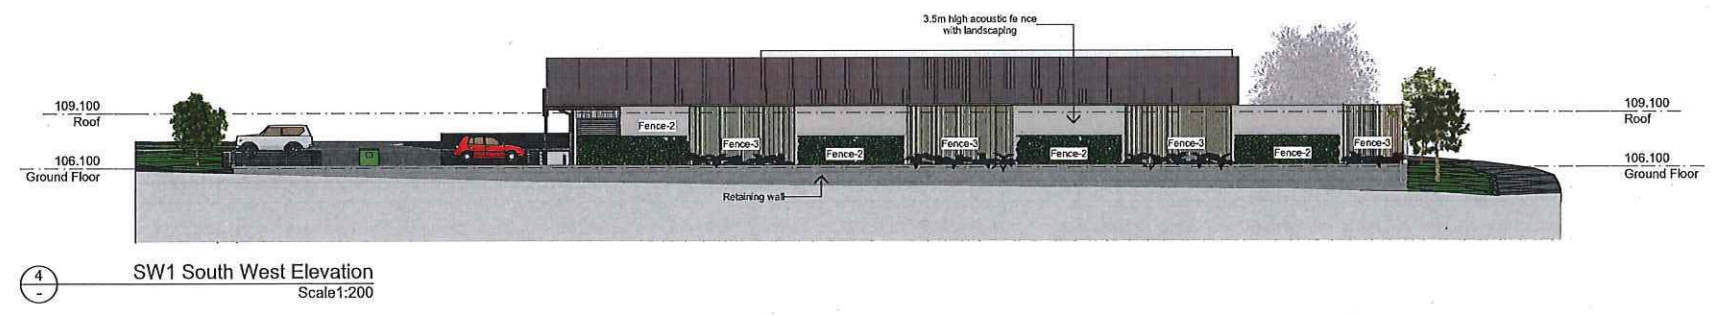 3.5m high acoustic fence
with landscaping
109.100
Roof
109.100
Roof
Fence-2
Fence-3
Fence-2
Fence-3
Fence-2
Fence-3
Fence-2
Fence-3
106.100
Ground Floor
106.100
Ground Floor
Retaining wall
4
-
SW1 South West Elevation
Scale1:200